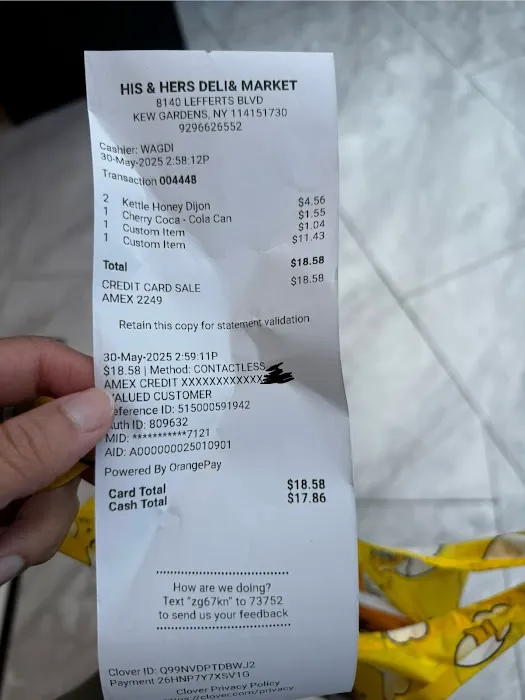 HIS & HERS DELI& MARKET
8140 LEFFERTS BLVD
KEW GARDENS, NY 114151730
9296626552
Cashier: WAGDI
30-May-2025 2:58:12P
Transaction 004448
2 Kettle Honey Dijon $4.56
1 Cherry Coca - Cola Can $1.55
1 Custom Item $1.04
1 Custom Item $11.43
Total $18.58
CREDIT CARD SALE $18.58
AMEX 2249
Retain this copy for statement validation
30-May-2025 2:59:11P
$18.58 | Method: CONTACTLESS
AMEX CREDIT XXXXXXXXXXXX
VALUED CUSTOMER
eference ID: 515000591942
uth ID: 809632
MID: ***********7121
AID: A000000025010901
Powered By OrangePay
Card Total $18.58
Cash Total $17.86
How are we doing?
Text "zg67kn" to 73752
to send us your feedback
Clover ID: Q99NVDPTDBWJ2
Payment 26HNP7Y7XSV1G
Clover Privacy Policy
https://clover.com/privacy